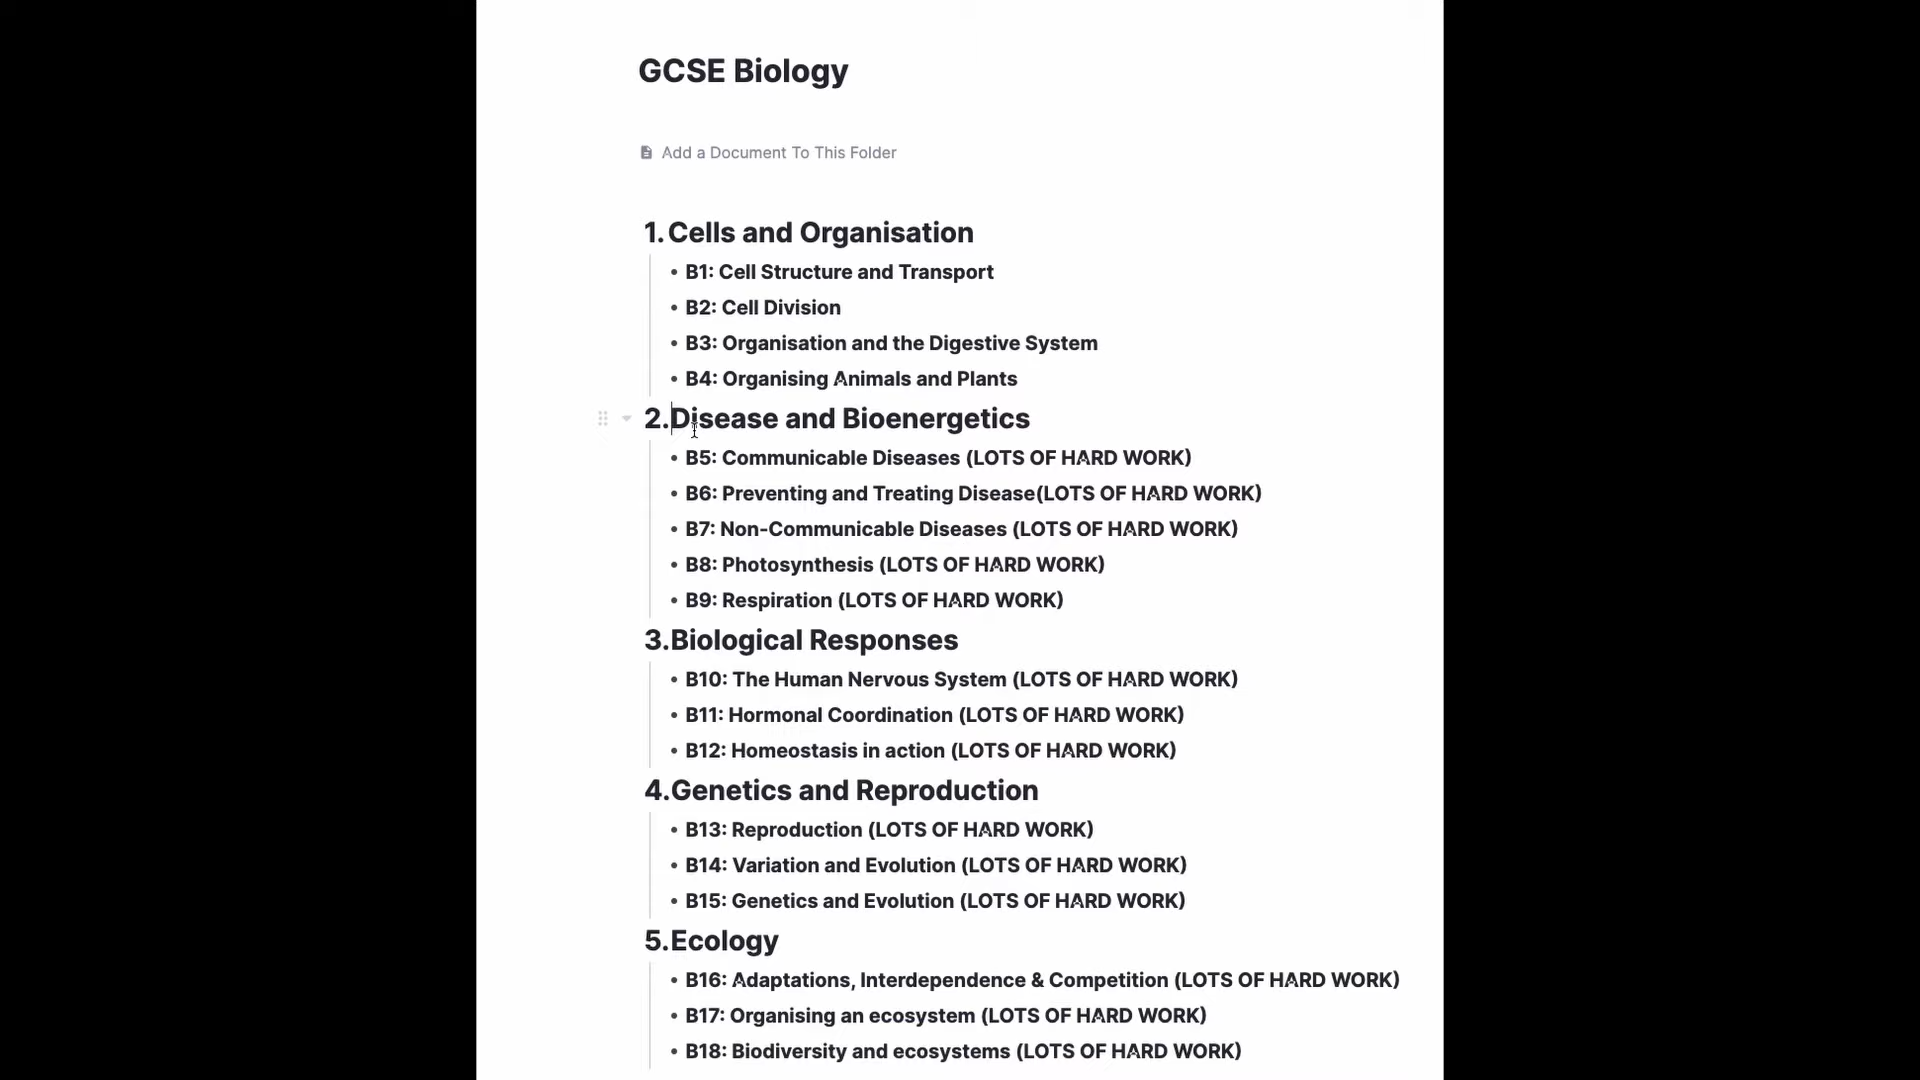 GCSE Biology
Add a Document To This Folder
1. Cells and Organisation
• B1: Cell Structure and Transport
• B2: Cell Division
• B3: Organisation and the Digestive System
• B4: Organising Animals and Plants
2.Disease and Bioenergetics
• B5: Communicable Diseases (LOTS OF HARD WORK)
• B6: Preventing and Treating Disease(LOTS OF HARD WORK)
• B7: Non-Communicable Diseases (LOTS OF HARD WORK)
• B8: Photosynthesis (LOTS OF HARD WORK)
• B9: Respiration (LOTS OF HARD WORK)
3.Biological Responses
• B10: The Human Nervous System (LOTS OF HARD WORK)
• B11: Hormonal Coordination (LOTS OF HARD WORK)
• B12: Homeostasis in action (LOTS OF HARD WORK)
4.Genetics and Reproduction
• B13: Reproduction (LOTS OF HARD WORK)
• B14: Variation and Evolution (LOTS OF HARD WORK)
• B15: Genetics and Evolution (LOTS OF HARD WORK)
5.Ecology
• B16: Adaptations, Interdependence & Competition (LOTS OF HARD WORK)
• B17: Organising an ecosystem (LOTS OF HARD WORK)
• B18: Biodiversity and ecosystems (LOTS OF HARD WORK)